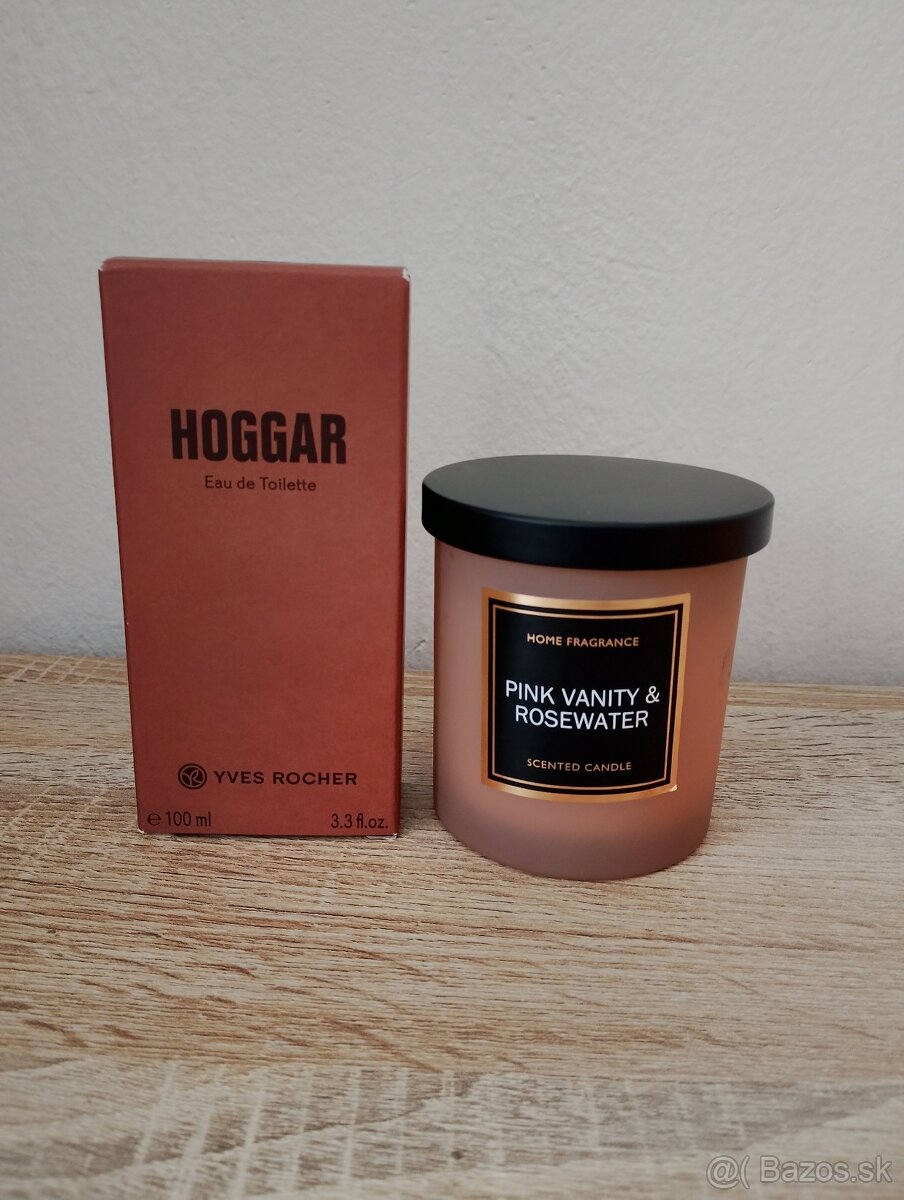 HOGGAR
Eau de Toilette
YVES ROCHER
℮ 100 ml 3.3 fl.oz.
HOME FRAGRANCE
PINK VANITY &
ROSEWATER
SCENTED CANDLE
@( Bazos.sk